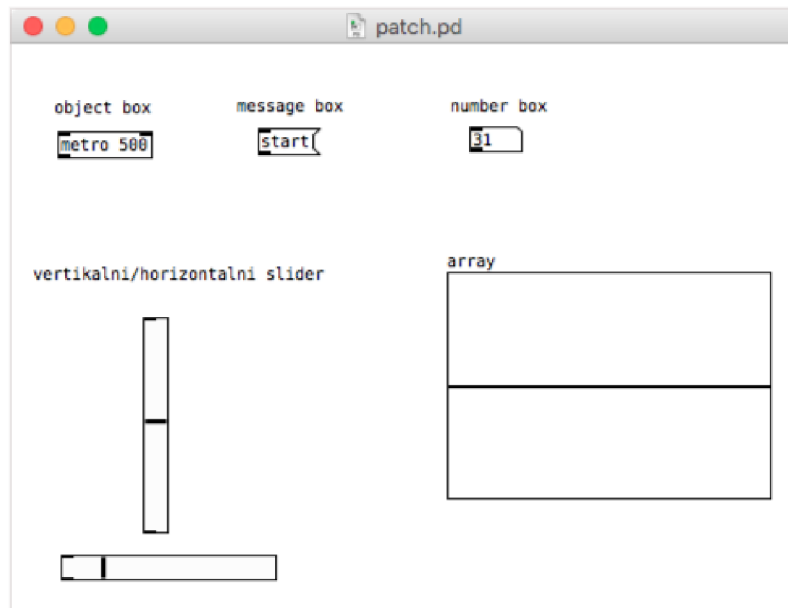 patch.pd
object box
message box
number box
metro 500
start
31
vertikalni/horizontalni slider
array